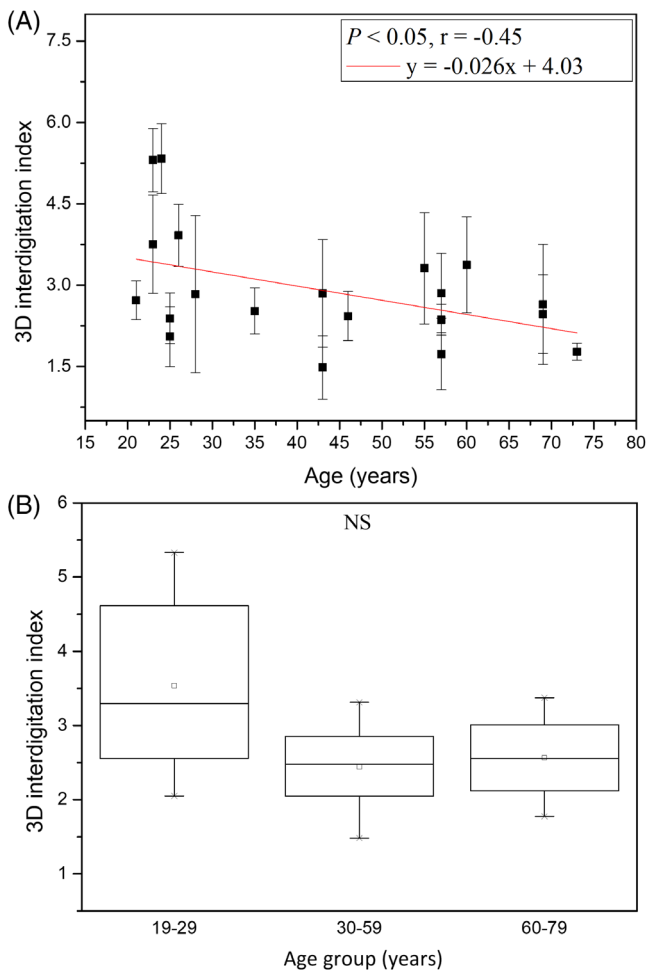 (A)
7.5
6.0
4.5
3.0
1.5
3D interdigitation index
P < 0.05, r = -0.45
y = -0.026x + 4.03
15 20 25 30 35 40 45 50 55 60 65 70 75 80
Age (years)
(B)
6
5
4
3
2
1
3D interdigitation index
NS
19-29 30-59 60-79
Age group (years)